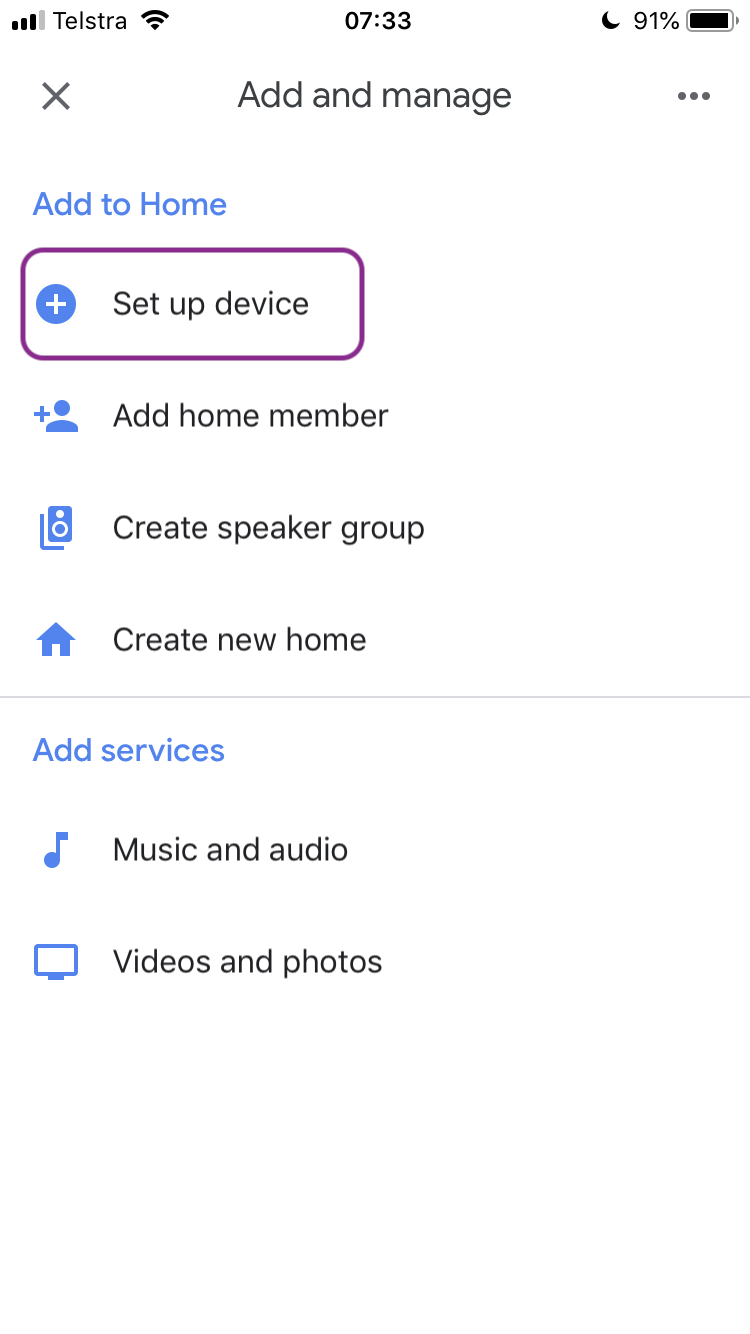 Telstra 07:33 91%
Add and manage
Add to Home
Set up device
Add home member
Create speaker group
Create new home
Add services
Music and audio
Videos and photos